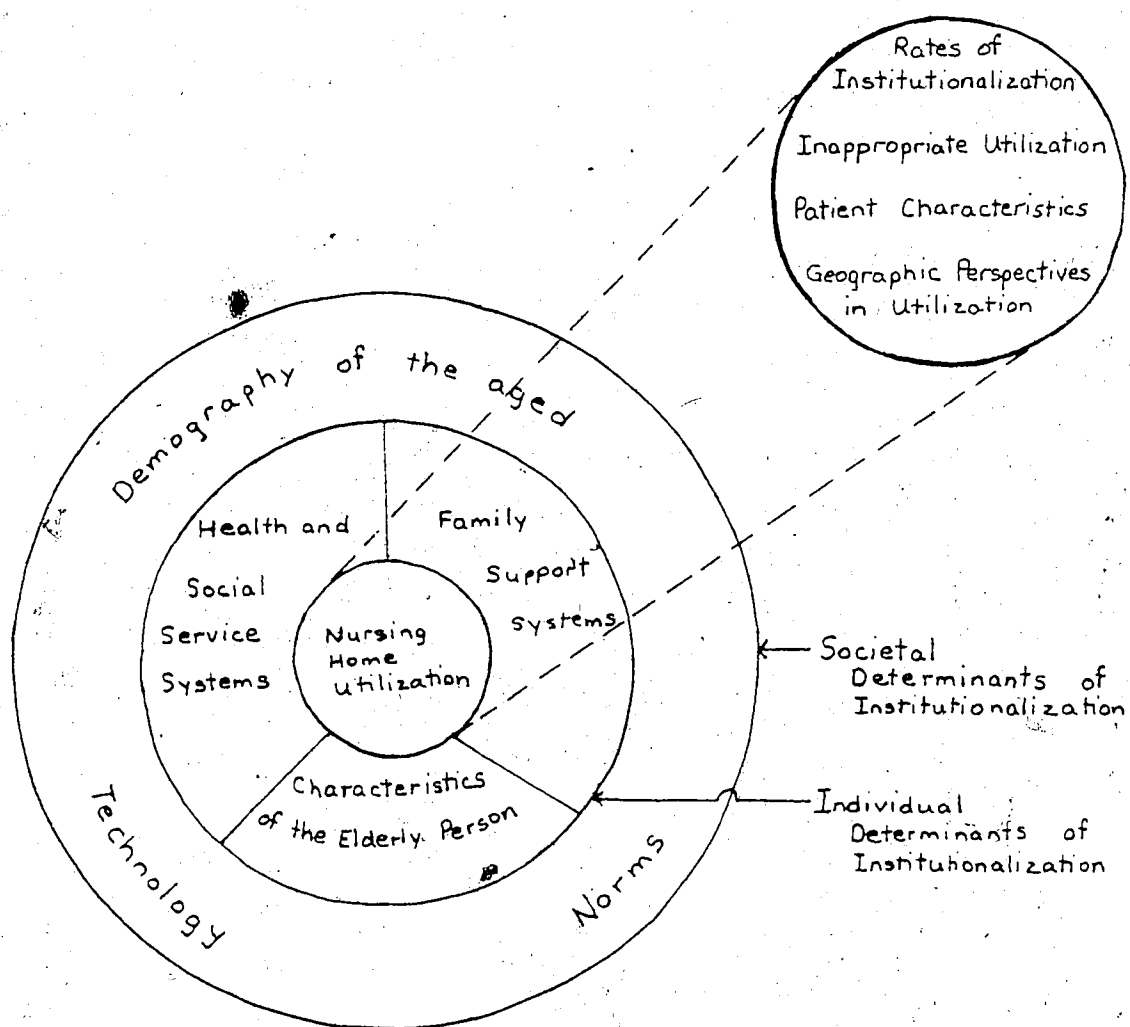 Rates of
Institutionalization
Inappropriate Utilization
Patient Characteristics
Geographic Perspectives
in Utilization
Demography of the aged
Health and
Social
Service
Systems
Family
Support
Systems
Nursing
Home
Utilization
Characteristics
of the Elderly Person
Technology
Norms
Societal
Determinants of
Institutionalization
Individual
Determinants of
Institutionalization